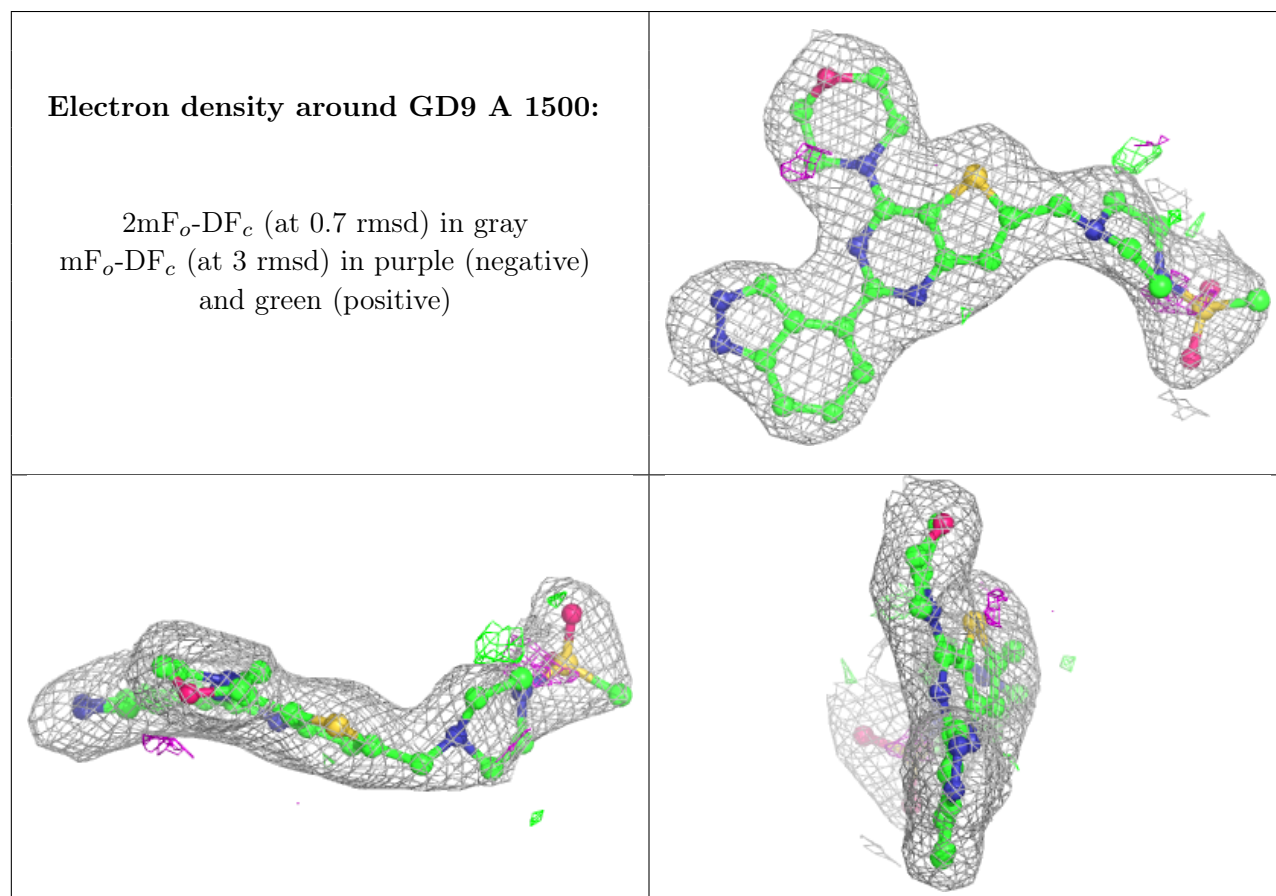 Electron density around GD9 A 1500:
2mFo-DFc (at 0.7 rmsd) in gray
mFo-DFc (at 3 rmsd) in purple (negative)
and green (positive)